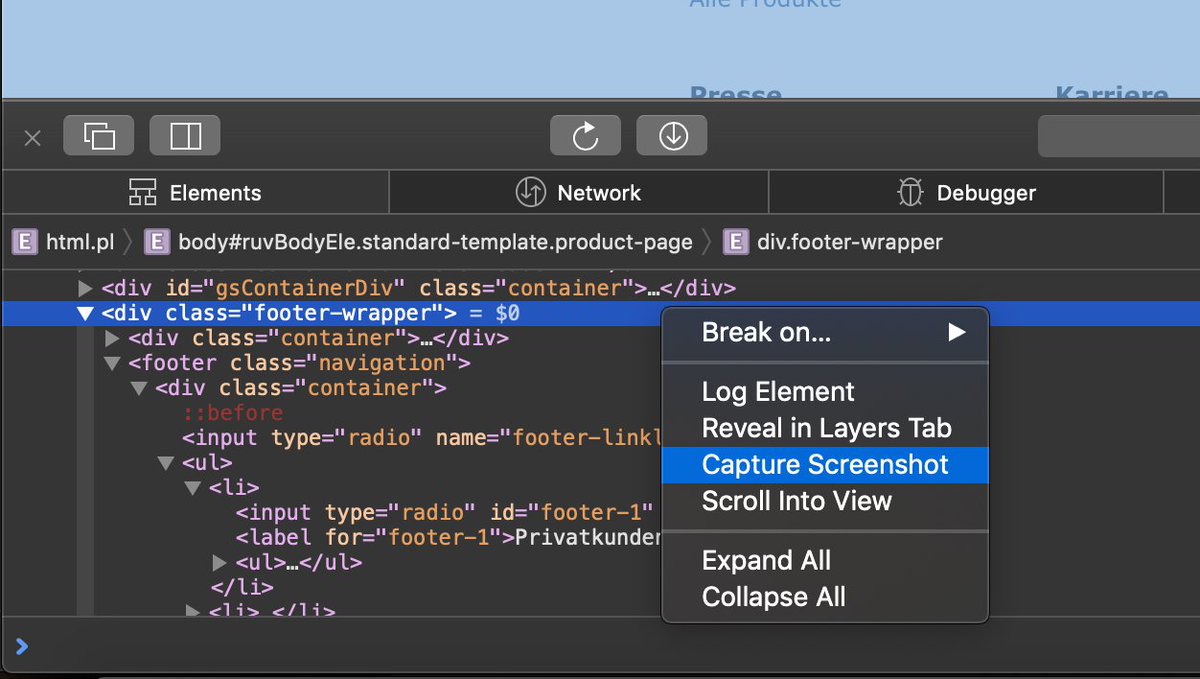 Alle Produkte
Presse
Karriere
Elements
Network
Debugger
E html.pl
E body#ruvBodyEle.standard-template.product-page
E div.footer-wrapper
<div id="gsContainerDiv" class="container">…</div>
<div class="footer-wrapper"> = $0
<div class="container">…</div>
<footer class="navigation">
<div class="container">
::before
<input type="radio" name="footer-linkl
<ul>
<li>
<input type="radio" id="footer-1"
<label for="footer-1">Privatkunden
<ul>…</ul>
</li>
<li> </li>
Break on...
Log Element
Reveal in Layers Tab
Capture Screenshot
Scroll Into View
Expand All
Collapse All